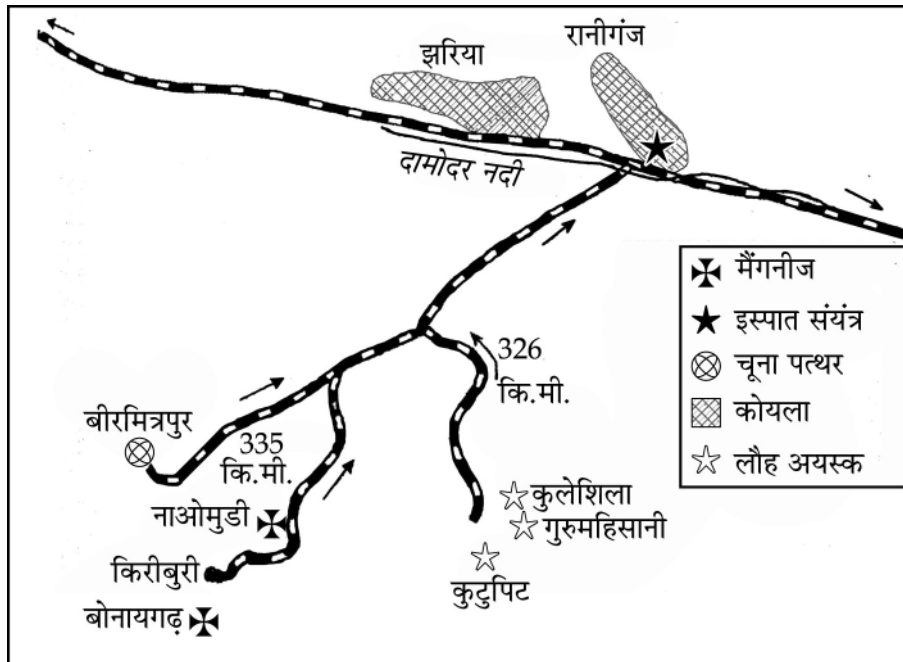 रानीगंज
झरिया
दामोदर नदी
मैंगनीज
इस्पात संयंत्र
चूना पत्थर
कोयला
लौह अयस्क
326
कि.मी.
बीरमित्रपुर
335
कि.मी.
नाओमुडी
किरीबुरी
बोनायगढ़
कुलेशिला
गुरुमहिसानी
कुटुपिट